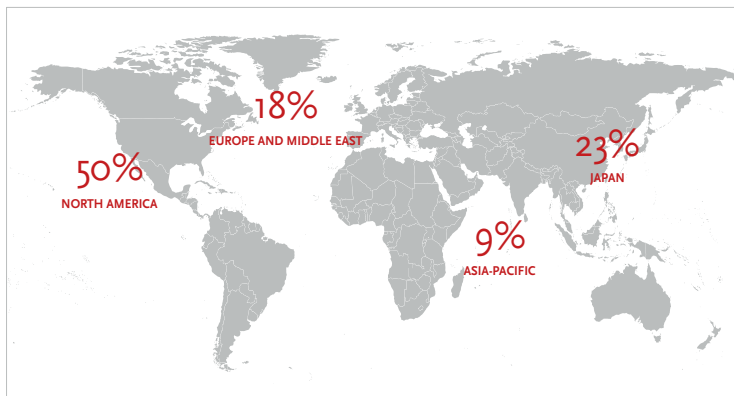 18%
EUROPE AND MIDDLE EAST
50%
NORTH AMERICA
23%
JAPAN
9%
ASIA-PACIFIC